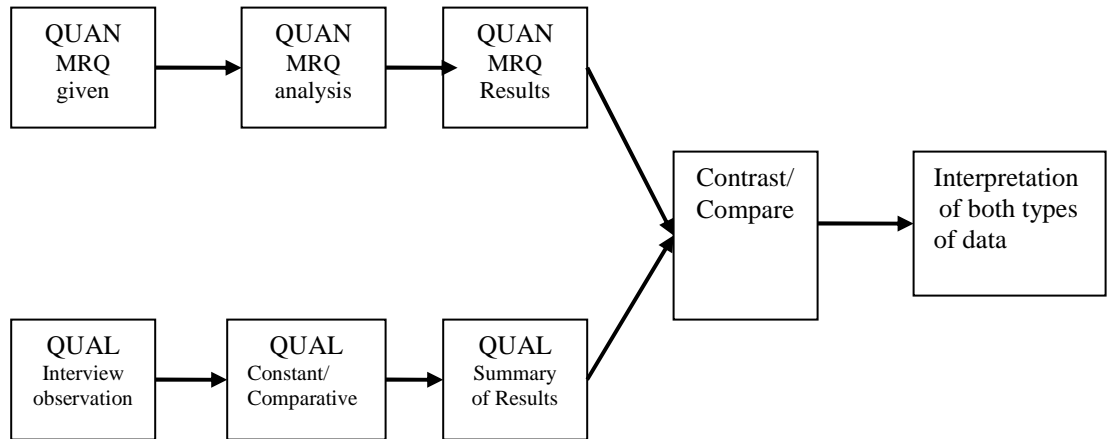 QUAN
MRQ
given
QUAN
MRQ
analysis
QUAN
MRQ
Results
Contrast/
Compare
Interpretation
of both types
of data
QUAL
Interview
observation
QUAL
Constant/
Comparative
QUAL
Summary
of Results